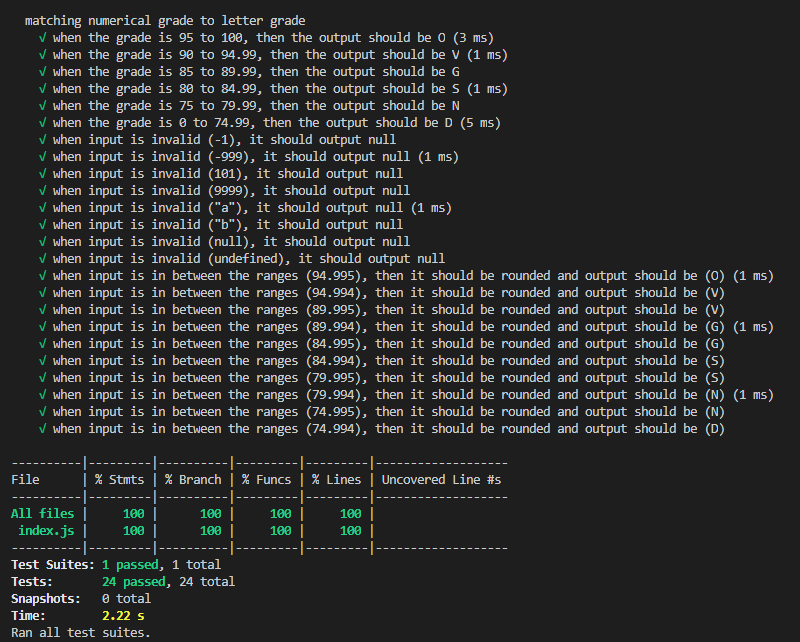 matching numerical grade to letter grade
√ when the grade is 95 to 100, then the output should be O (3 ms)
√ when the grade is 90 to 94.99, then the output should be V (1 ms)
√ when the grade is 85 to 89.99, then the output should be G
√ when the grade is 80 to 84.99, then the output should be S (1 ms)
√ when the grade is 75 to 79.99, then the output should be N
√ when the grade is 0 to 74.99, then the output should be D (5 ms)
√ when input is invalid (-1), it should output null
√ when input is invalid (-999), it should output null (1 ms)
√ when input is invalid (101), it should output null
√ when input is invalid (9999), it should output null
√ when input is invalid ("a"), it should output null (1 ms)
√ when input is invalid ("b"), it should output null
√ when input is invalid (null), it should output null
√ when input is invalid (undefined), it should output null
√ when input is in between the ranges (94.995), then it should be rounded and output should be (O) (1 ms)
√ when input is in between the ranges (94.994), then it should be rounded and output should be (V)
√ when input is in between the ranges (89.995), then it should be rounded and output should be (V)
√ when input is in between the ranges (89.994), then it should be rounded and output should be (G) (1 ms)
√ when input is in between the ranges (84.995), then it should be rounded and output should be (G)
√ when input is in between the ranges (84.994), then it should be rounded and output should be (S)
√ when input is in between the ranges (79.995), then it should be rounded and output should be (S)
√ when input is in between the ranges (79.994), then it should be rounded and output should be (N) (1 ms)
√ when input is in between the ranges (74.995), then it should be rounded and output should be (N)
√ when input is in between the ranges (74.994), then it should be rounded and output should be (D)
----------|---------|----------|---------|---------|-------------------
File      | % Stmts | % Branch | % Funcs | % Lines | Uncovered Line #s
----------|---------|----------|---------|---------|-------------------
All files |     100 |      100 |     100 |     100 |
 index.js |     100 |      100 |     100 |     100 |
----------|---------|----------|---------|---------|-------------------
Test Suites: 1 passed, 1 total
Tests:       24 passed, 24 total
Snapshots:   0 total
Time:        2.22 s
Ran all test suites.